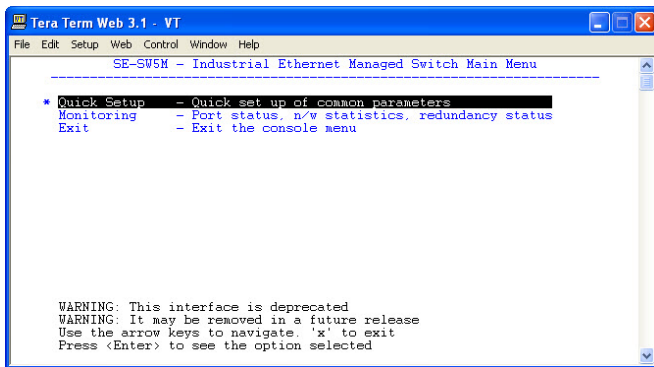 Tera Term Web 3.1 - VT
File Edit Setup Web Control Window Help
SE-SW5M - Industrial Ethernet Managed Switch Main Menu
* Quick Setup - Quick set up of common parameters
Monitoring - Port status, n/w statistics, redundancy status
Exit - Exit the console menu
WARNING: This interface is deprecated
WARNING: It may be removed in a future release
Use the arrow keys to navigate. 'x' to exit
Press <Enter> to see the option selected